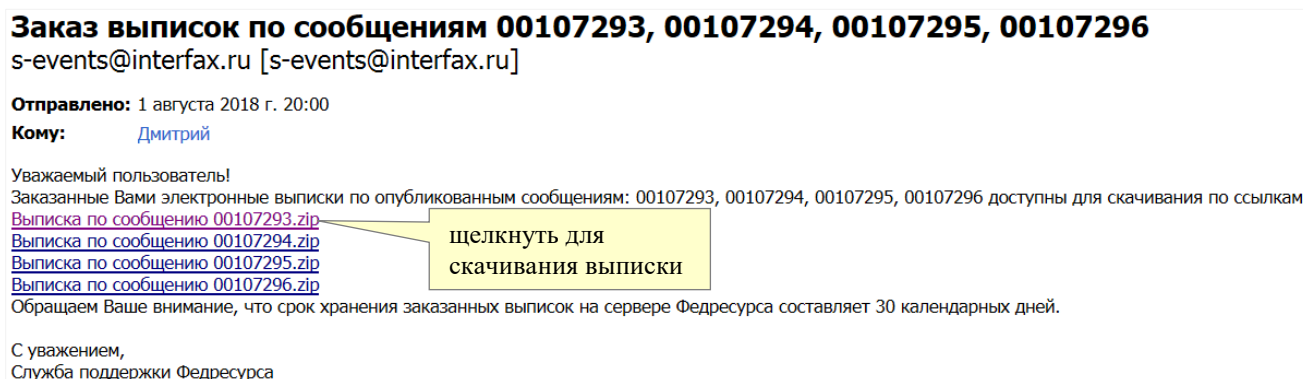 Заказ выписок по сообщениям 00107293, 00107294, 00107295, 00107296
s-events@interfax.ru [s-events@interfax.ru]
Отправлено: 1 августа 2018 г. 20:00
Кому: Дмитрий
Уважаемый пользователь!
Заказанные Вами электронные выписки по опубликованным сообщениям: 00107293, 00107294, 00107295, 00107296 доступны для скачивания по ссылкам
Выписка по сообщению 00107293.zip
Выписка по сообщению 00107294.zip
Выписка по сообщению 00107295.zip
Выписка по сообщению 00107296.zip
щелкнуть для
скачивания выписки
Обращаем Ваше внимание, что срок хранения заказанных выписок на сервере Федресурса составляет 30 календарных дней.
С уважением,
Служба поддержки Федресурса